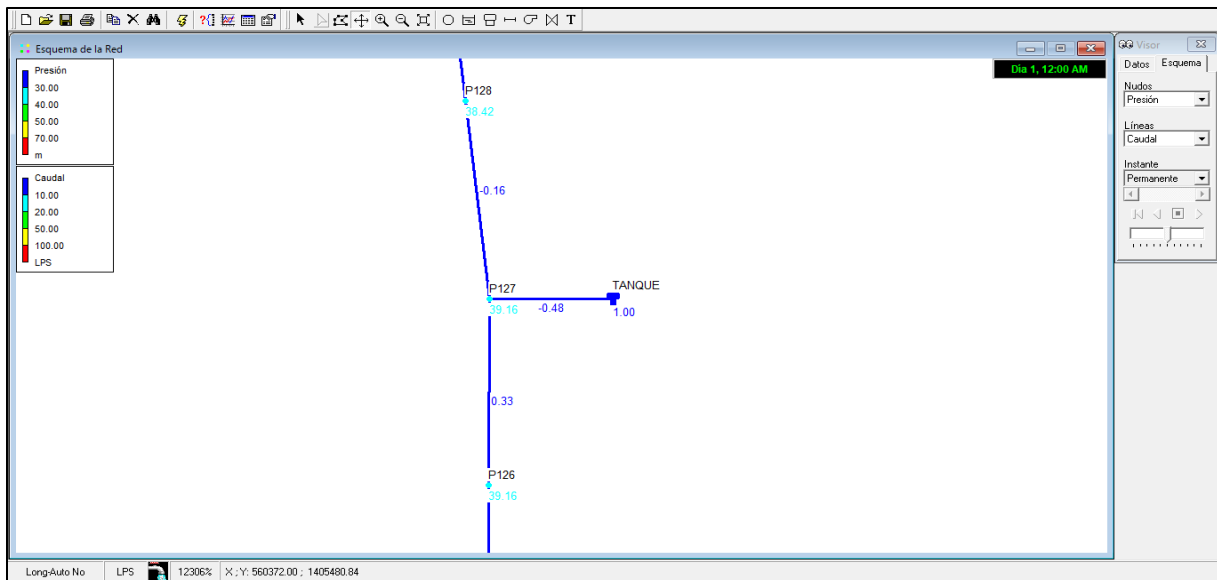 T
Esquema de la Red
Visor
Datos Esquema
Nudos
Presión
Líneas
Caudal
Instante
Permanente
Presión
30.00
40.00
50.00
70.00
m
Caudal
10.00
20.00
50.00
100.00
LPS
Dia 1, 12:00 AM
P128
38.42
-0.16
P127
39.16
-0.48
TANQUE
1.00
0.33
P126
39.16
Long-Auto No LPS 12306% X ; Y: 560372.00 ; 1405480.84